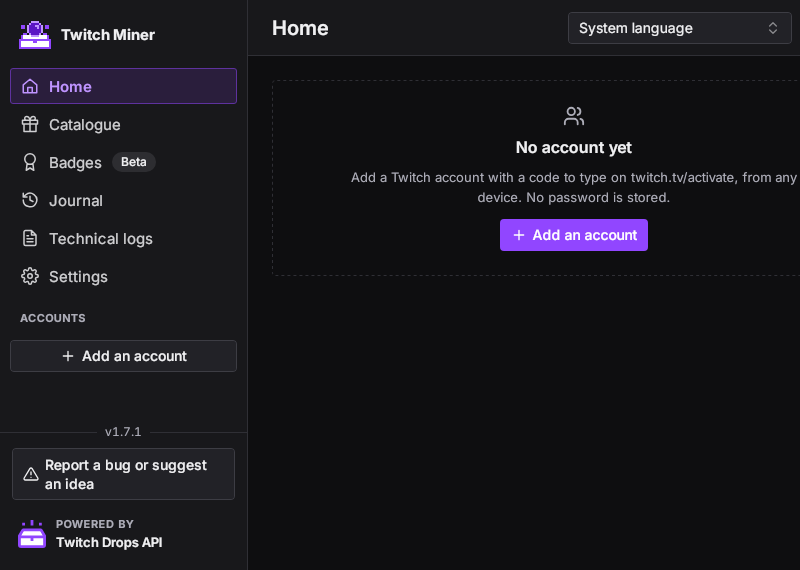 Twitch Miner
Home
Catalogue
Badges Beta
Journal
Technical logs
Settings
ACCOUNTS
+ Add an account
v1.7.1
Report a bug or suggest
an idea
POWERED BY
Twitch Drops API
Home
System language
No account yet
Add a Twitch account with a code to type on twitch.tv/activate, from any
device. No password is stored.
+ Add an account